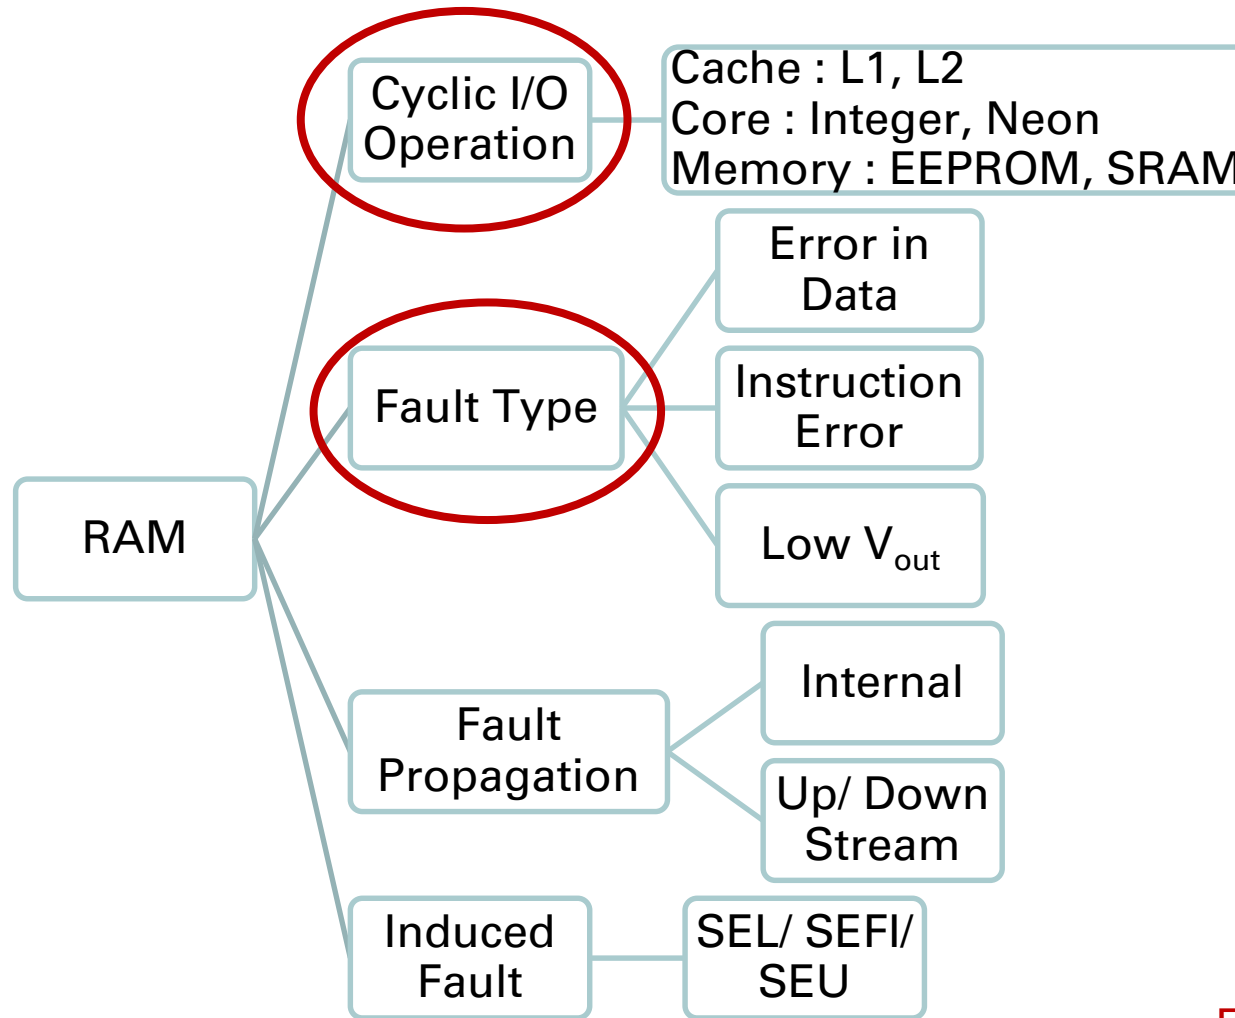 Cyclic I/O
Operation
Cache : L1, L2
Core : Integer, Neon
Memory : EEPROM, SRAM
Error in
Data
Fault Type
Instruction
Error
RAM
Low Vout
Internal
Fault
Propagation
Up/ Down
Stream
Induced
Fault
SEL/ SEFI/
SEU